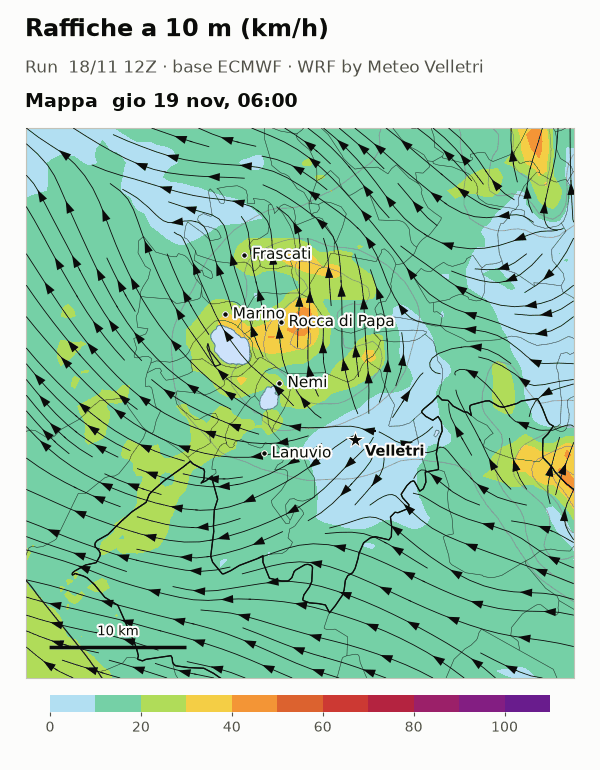 Raffiche a 10 m (km/h)
Run 18/11 12Z · base ECMWF · WRF by Meteo Velletri
Mappa gio 19 nov, 06:00
Frascati
Marino
Rocca di Papa
Nemi
Velletri
Lanuvio
10 km
0 20 40 60 80 100